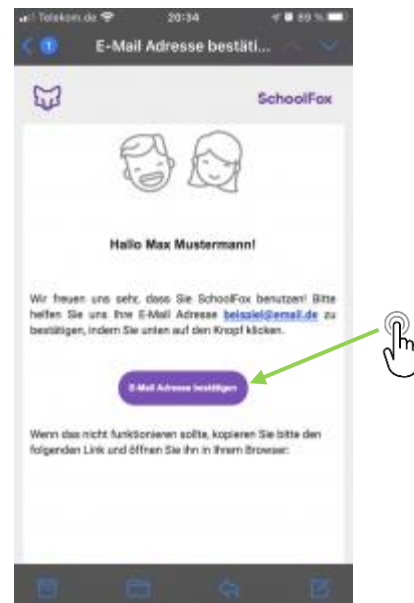 Telekom.de 20:34 89 %
1 E-Mail Adresse bestäti...
SchoolFox
Hallo Max Mustermann!
Wir freuen uns sehr, dass Sie SchoolFox benutzen! Bitte
helfen Sie uns Ihre E-Mail Adresse beispiel@email.de zu
bestätigen, indem Sie unten auf den Knopf klicken.
E-Mail Adresse bestätigen
Wenn das nicht funktionieren sollte, kopieren Sie bitte den
folgenden Link und öffnen Sie ihn in Ihrem Browser: